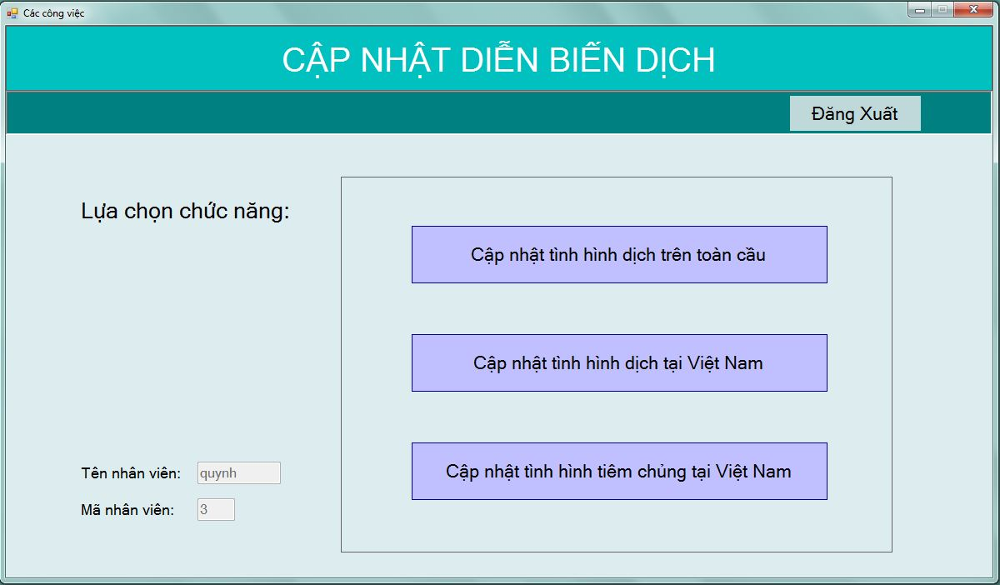 Các công việc
CẬP NHẬT DIỄN BIẾN DỊCH
Đăng Xuất
Lựa chọn chức năng:
Cập nhật tình hình dịch trên toàn cầu
Cập nhật tình hình dịch tại Việt Nam
Cập nhật tình hình tiêm chủng tại Việt Nam
Tên nhân viên: quynh
Mã nhân viên: 3